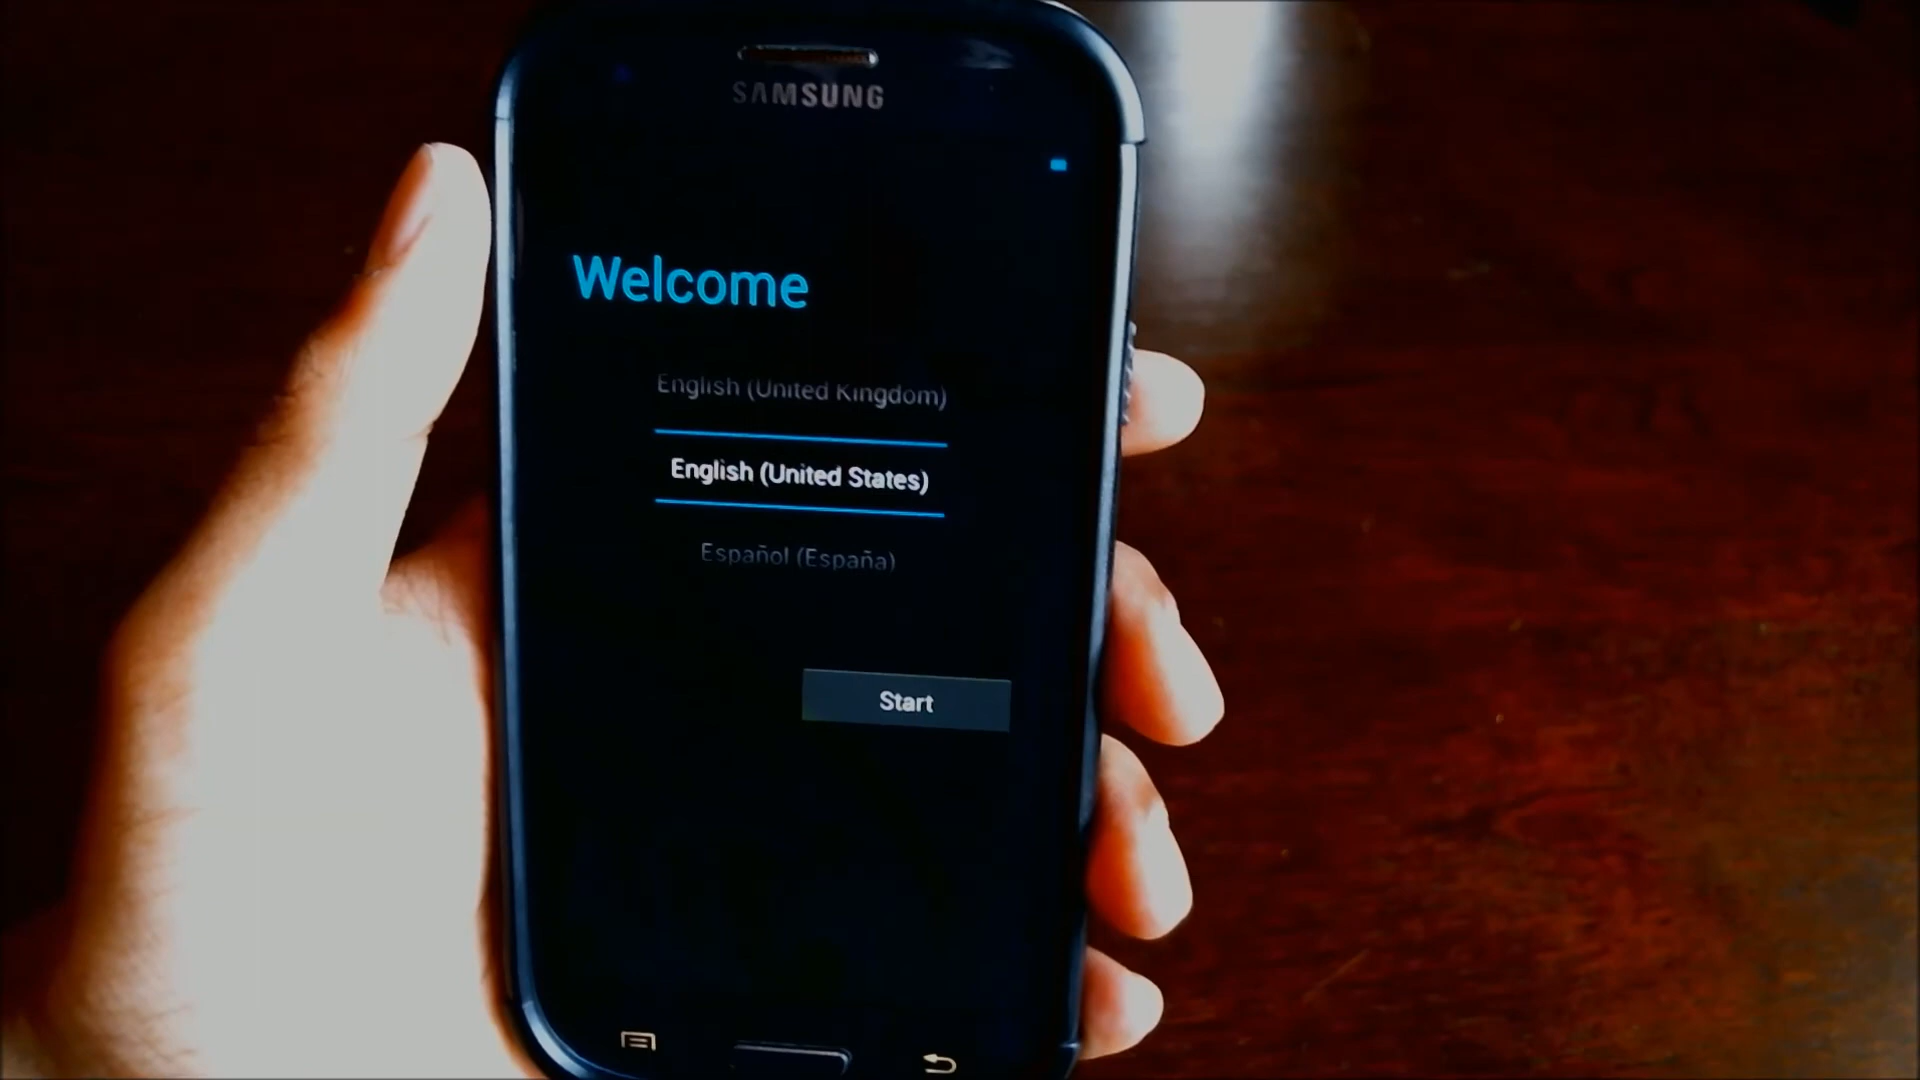 SAMSUNG
Welcome
English (United Kingdom)
English (United States)
Español (España)
Start